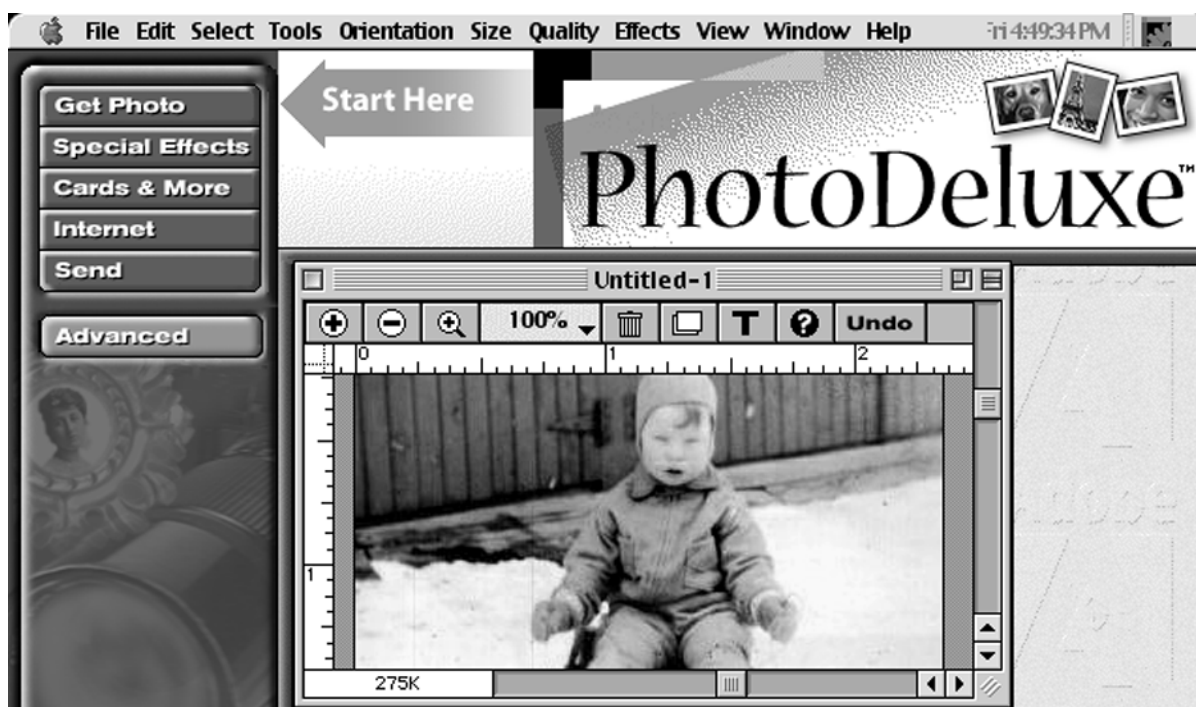 File Edit Select Tools Orientation Size Quality Effects View Window Help Fri 4:49:34 PM
Get Photo
Special Effects
Cards & More
Internet
Send
Advanced
Start Here
PhotoDeluxe™
Untitled-1
100% T ? Undo
0 1 2
1
275K
Adobe